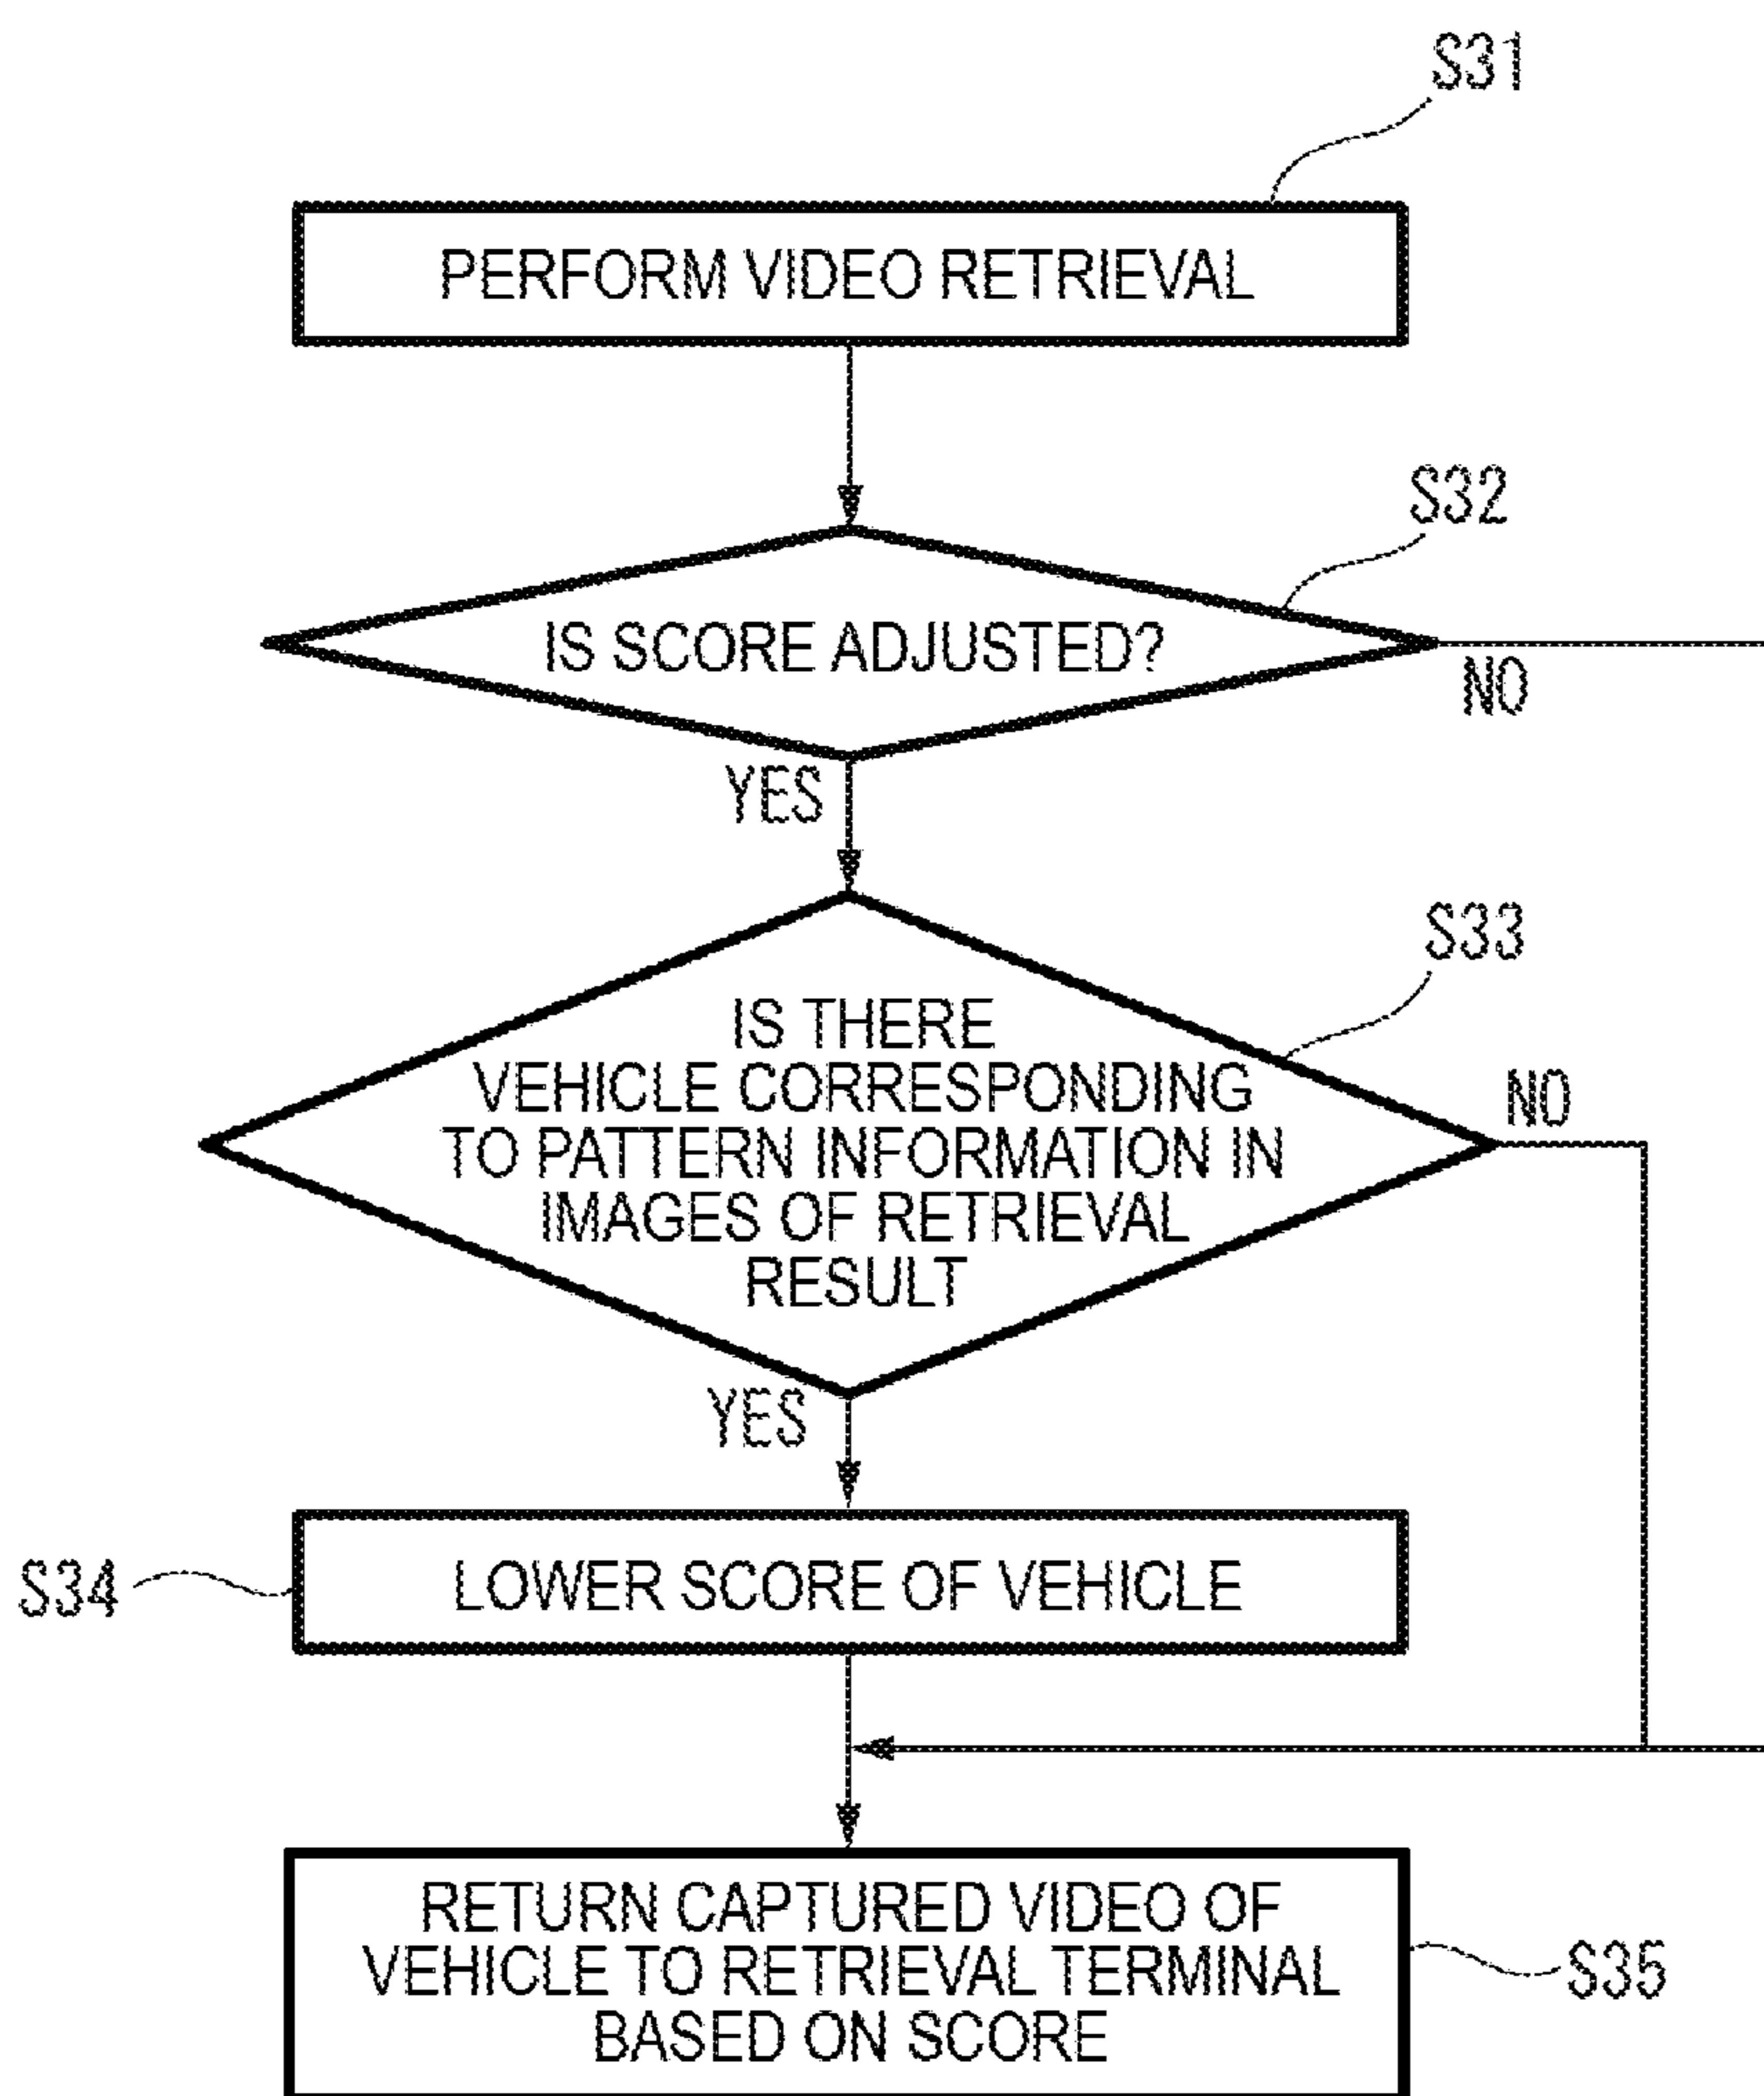 S31
PERFORM VIDEO RETRIEVAL
S32
IS SCORE ADJUSTED?
NO
YES
S33
IS THERE
VEHICLE CORRESPONDING
TO PATTERN INFORMATION IN
IMAGES OF RETRIEVAL
RESULT
NO
YES
S34
LOWER SCORE OF VEHICLE
RETURN CAPTURED VIDEO OF
VEHICLE TO RETRIEVAL TERMINAL
BASED ON SCORE
S35